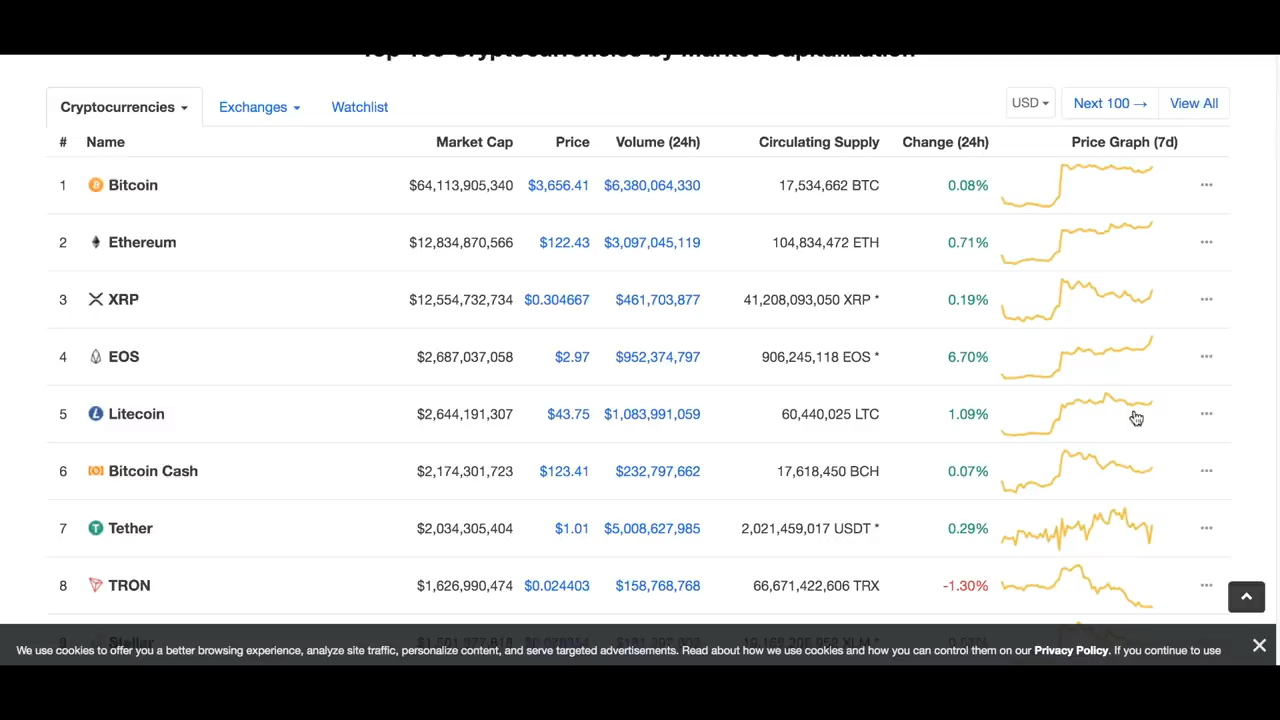 Top 100 Cryptocurrencies by Market Capitalization
Cryptocurrencies Exchanges Watchlist USD Next 100 → View All
# Name Market Cap Price Volume (24h) Circulating Supply Change (24h) Price Graph (7d)
1 Bitcoin $64,113,905,340 $3,656.41 $6,380,064,330 17,534,662 BTC 0.08%
2 Ethereum $12,834,870,566 $122.43 $3,097,045,119 104,834,472 ETH 0.71%
3 XRP $12,554,732,734 $0.304667 $461,703,877 41,208,093,050 XRP * 0.19%
4 EOS $2,687,037,058 $2.97 $952,374,797 906,245,118 EOS * 6.70%
5 Litecoin $2,644,191,307 $43.75 $1,083,991,059 60,440,025 LTC 1.09%
6 Bitcoin Cash $2,174,301,723 $123.41 $232,797,662 17,618,450 BCH 0.07%
7 Tether $2,034,305,404 $1.01 $5,008,627,985 2,021,459,017 USDT * 0.29%
8 TRON $1,626,990,474 $0.024403 $158,768,768 66,671,422,606 TRX -1.30%
9 Stellar
We use cookies to offer you a better browsing experience, analyze site traffic, personalize content, and serve targeted advertisements. Read about how we use cookies and how you can control them on our Privacy Policy. If you continue to use